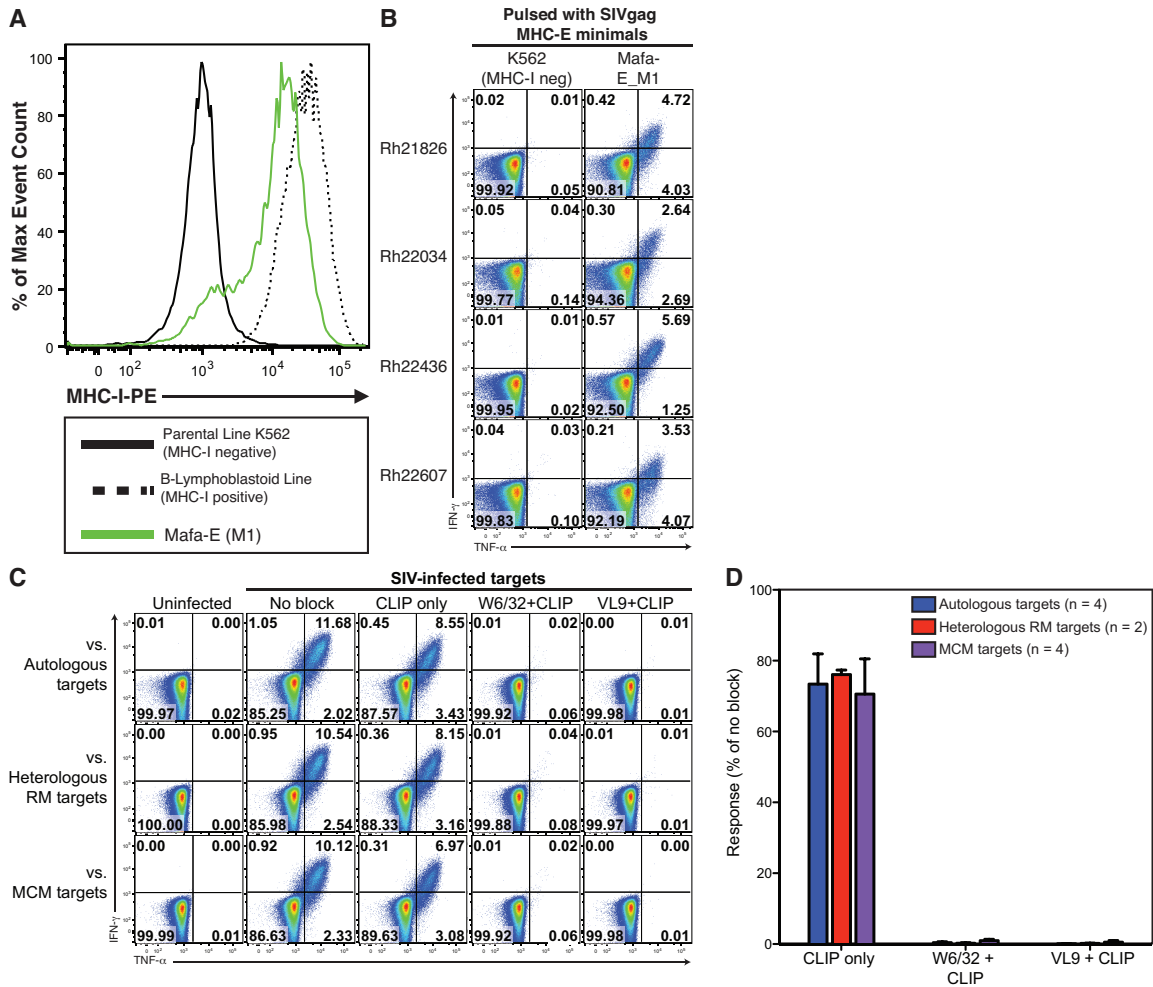 A
% of Max Event Count
100
80
60
40
20
0
0 10² 10³ 10⁴ 10⁵
MHC-I-PE
Parental Line K562
(MHC-I negative)
B-Lymphoblastoid Line
(MHC-I positive)
Mafa-E (M1)
B
Pulsed with SIVgag
MHC-E minimals
K562
(MHC-I neg)
Mafa-
E_M1
Rh21826
0.02 0.01 0.42 4.72
99.92 0.05 90.81 4.03
Rh22034
0.05 0.04 0.30 2.64
99.77 0.14 94.36 2.69
Rh22436
0.01 0.01 0.57 5.69
99.95 0.02 92.50 1.25
Rh22607
0.04 0.03 0.21 3.53
99.83 0.10 92.19 4.07
IFN-γ
TNF-α
C
SIV-infected targets
Uninfected No block CLIP only W6/32+CLIP VL9+CLIP
vs.
Autologous
targets
0.01 0.00 1.05 11.68 0.45 8.55 0.01 0.02 0.00 0.01
99.97 0.02 85.25 2.02 87.57 3.43 99.92 0.06 99.98 0.01
vs.
Heterologous
RM targets
0.00 0.00 0.95 10.54 0.36 8.15 0.01 0.04 0.01 0.01
100.00 0.00 85.98 2.54 88.33 3.16 99.88 0.08 99.97 0.01
vs.
MCM targets
0.00 0.00 0.92 10.12 0.31 6.97 0.01 0.02 0.00 0.00
99.99 0.01 86.63 2.33 89.63 3.08 99.92 0.06 99.98 0.01
IFN-γ
TNF-α
D
Response (% of no block)
100
80
60
40
20
0
Autologous targets (n = 4)
Heterologous RM targets (n = 2)
MCM targets (n = 4)
CLIP only
W6/32 +
CLIP
VL9 + CLIP